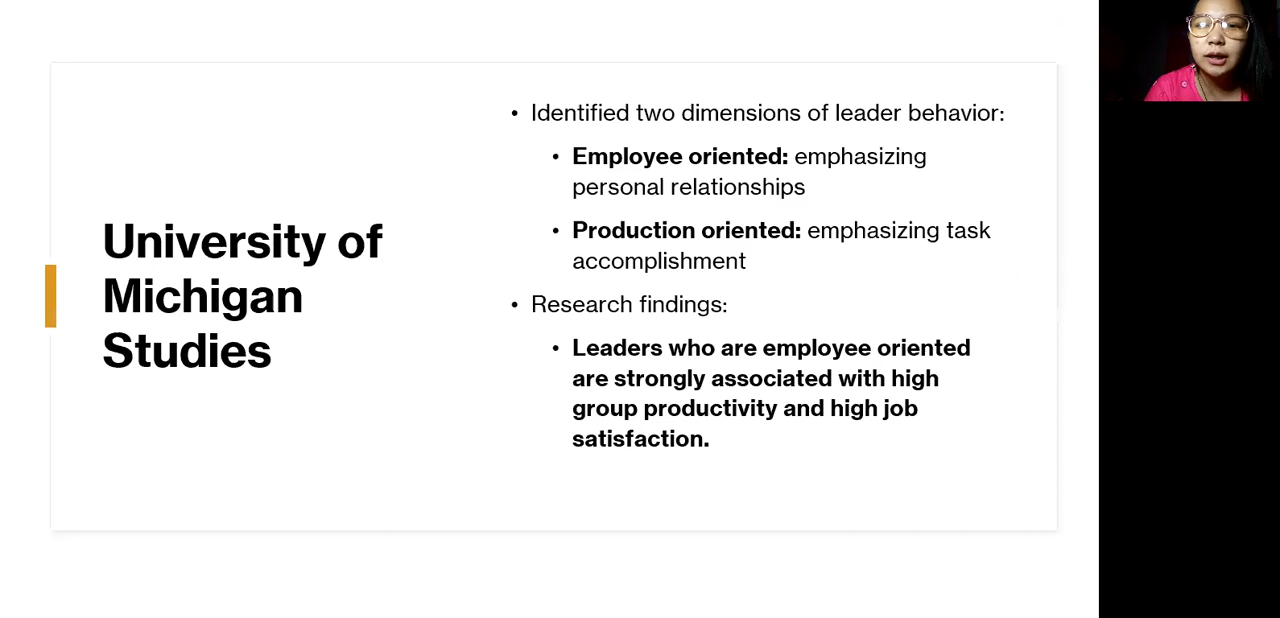 University of
Michigan
Studies
• Identified two dimensions of leader behavior:
• Employee oriented: emphasizing
personal relationships
• Production oriented: emphasizing task
accomplishment
• Research findings:
• Leaders who are employee oriented
are strongly associated with high
group productivity and high job
satisfaction.